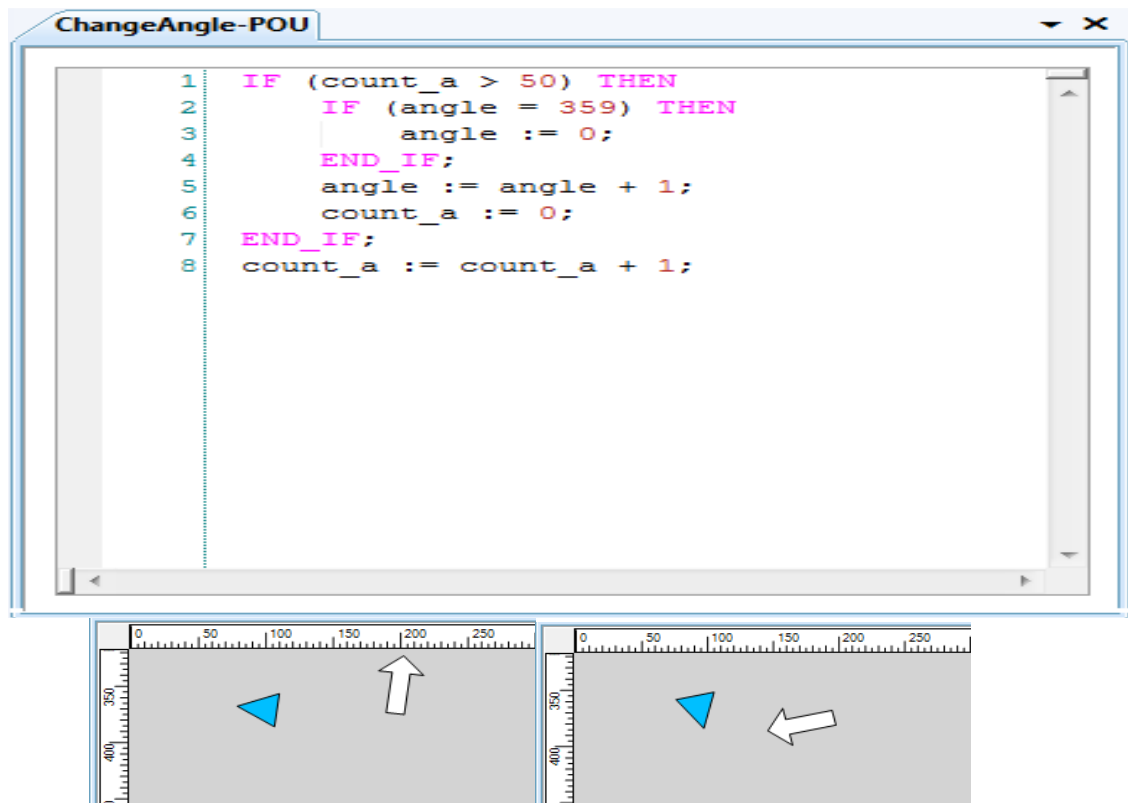 ChangeAngle-POU
1 IF (count_a > 50) THEN
2 IF (angle = 359) THEN
3 angle := 0;
4 END_IF;
5 angle := angle + 1;
6 count_a := 0;
7 END_IF;
8 count_a := count_a + 1;
0 50 100 150 200 250
350
400
0 50 100 150 200 250
350
400